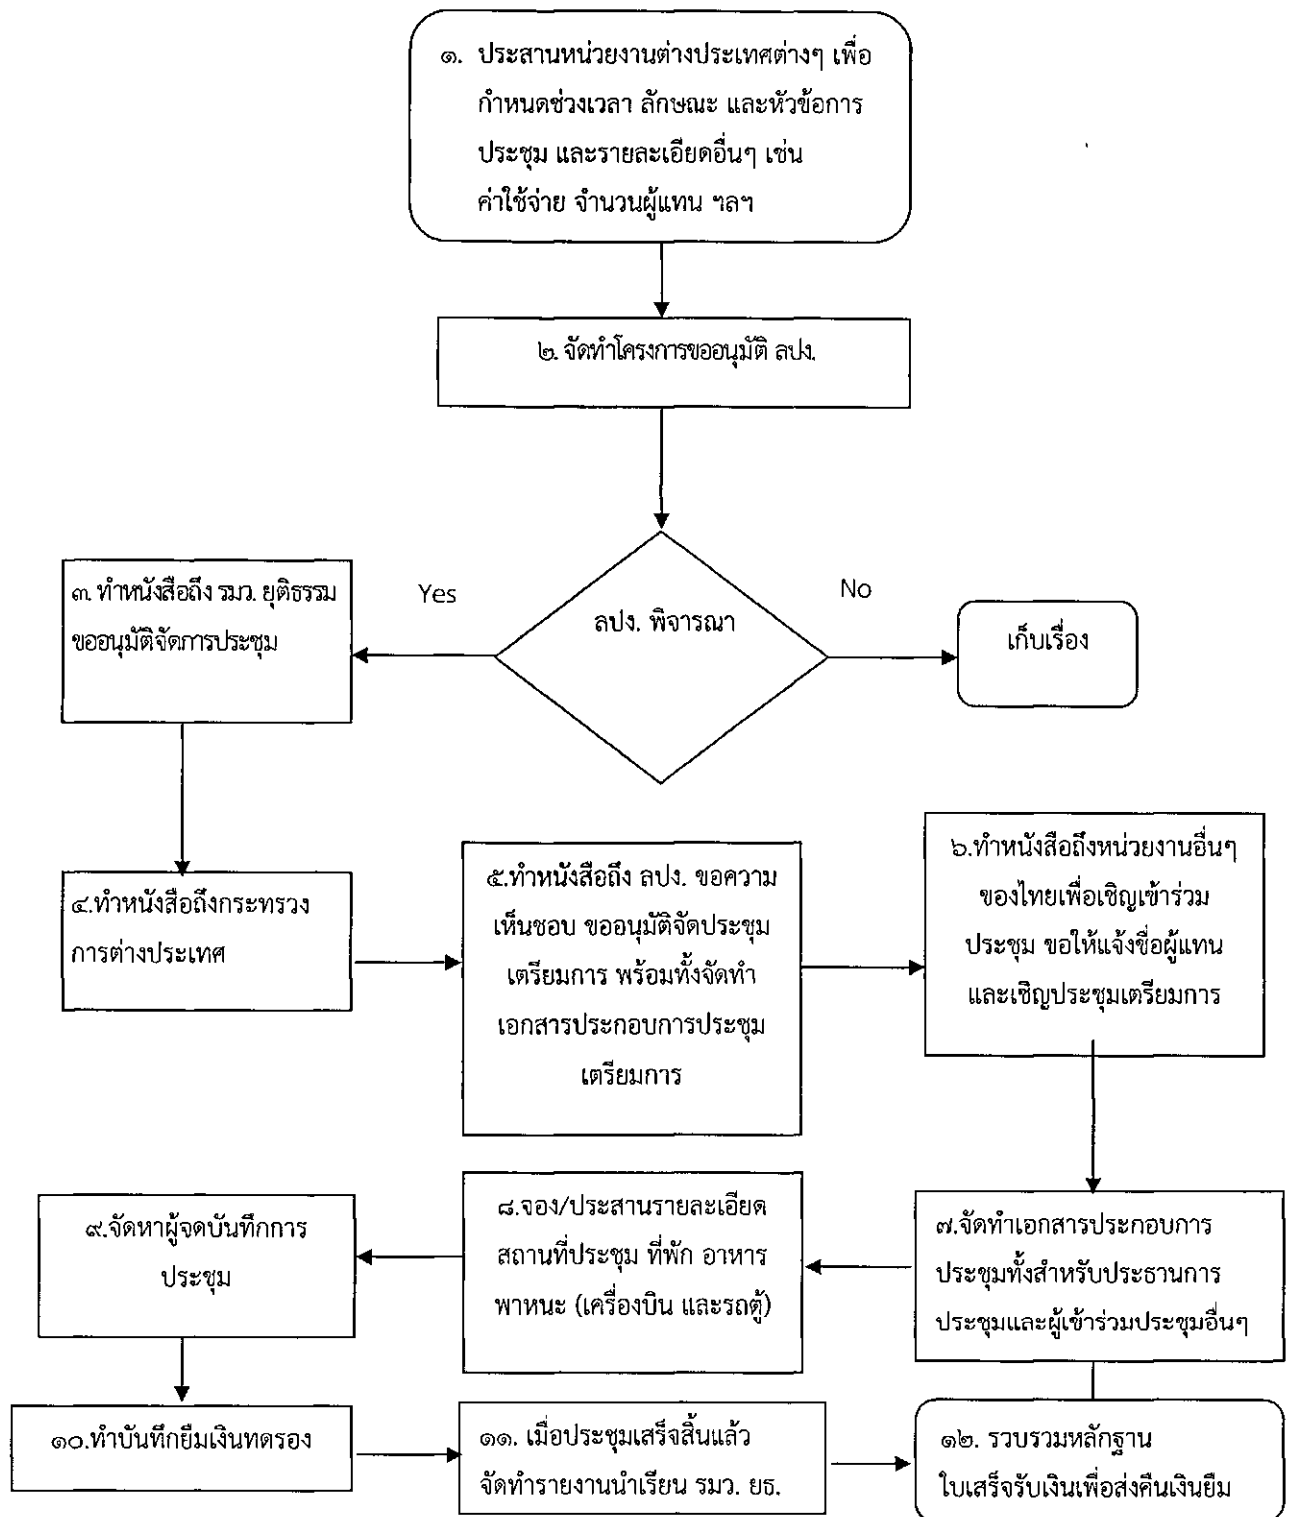 ๑. ประสานหน่วยงานต่างประเทศต่างๆ เพื่อ
กำหนดช่วงเวลา ลักษณะ และหัวข้อการ
ประชุม และรายละเอียดอื่นๆ เช่น
ค่าใช้จ่าย จำนวนผู้แทน ฯลฯ
๒. จัดทำโครงการขออนุมัติ ลปง.
ลปง. พิจารณา
Yes
No
เก็บเรื่อง
๓. ทำหนังสือถึง รมว. ยุติธรรม
ขออนุมัติจัดการประชุม
๔.ทำหนังสือถึงกระทรวง
การต่างประเทศ
๕.ทำหนังสือถึง ลปง. ขอความ
เห็นชอบ ขออนุมัติจัดประชุม
เตรียมการ พร้อมทั้งจัดทำ
เอกสารประกอบการประชุม
เตรียมการ
๖.ทำหนังสือถึงหน่วยงานอื่นๆ
ของไทยเพื่อเชิญเข้าร่วม
ประชุม ขอให้แจ้งชื่อผู้แทน
และเชิญประชุมเตรียมการ
๗.จัดทำเอกสารประกอบการ
ประชุมทั้งสำหรับประธานการ
ประชุมและผู้เข้าร่วมประชุมอื่นๆ
๘.จอง/ประสานรายละเอียด
สถานที่ประชุม ที่พัก อาหาร
พาหนะ (เครื่องบิน และรถตู้)
๙.จัดหาผู้จดบันทึกการ
ประชุม
๑๐.ทำบันทึกยืมเงินทดรอง
๑๑. เมื่อประชุมเสร็จสิ้นแล้ว
จัดทำรายงานนำเรียน รมว. ยธ.
๑๒. รวบรวมหลักฐาน
ใบเสร็จรับเงินเพื่อส่งคืนเงินยืม